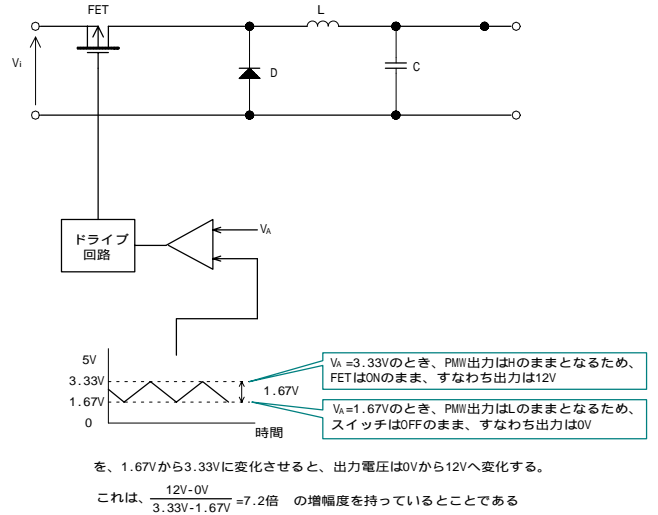 FET
L
Vi
D
C
ドライブ
回路
VA
5V
3.33V
1.67V
0
1.67V
時間
VA=3.33Vのとき、PMW出力はHのままとなるため、
FETはONのまま、すなわち出力は12V
VA=1.67Vのとき、PMW出力はLのままとなるため、
スイッチはOFFのまま、すなわち出力は0V
を、1.67Vから3.33Vに変化させると、出力電圧は0Vから12Vへ変化する。
これは、12V-0V
3.33V-1.67V =7.2倍 の増幅度を持っているとことである